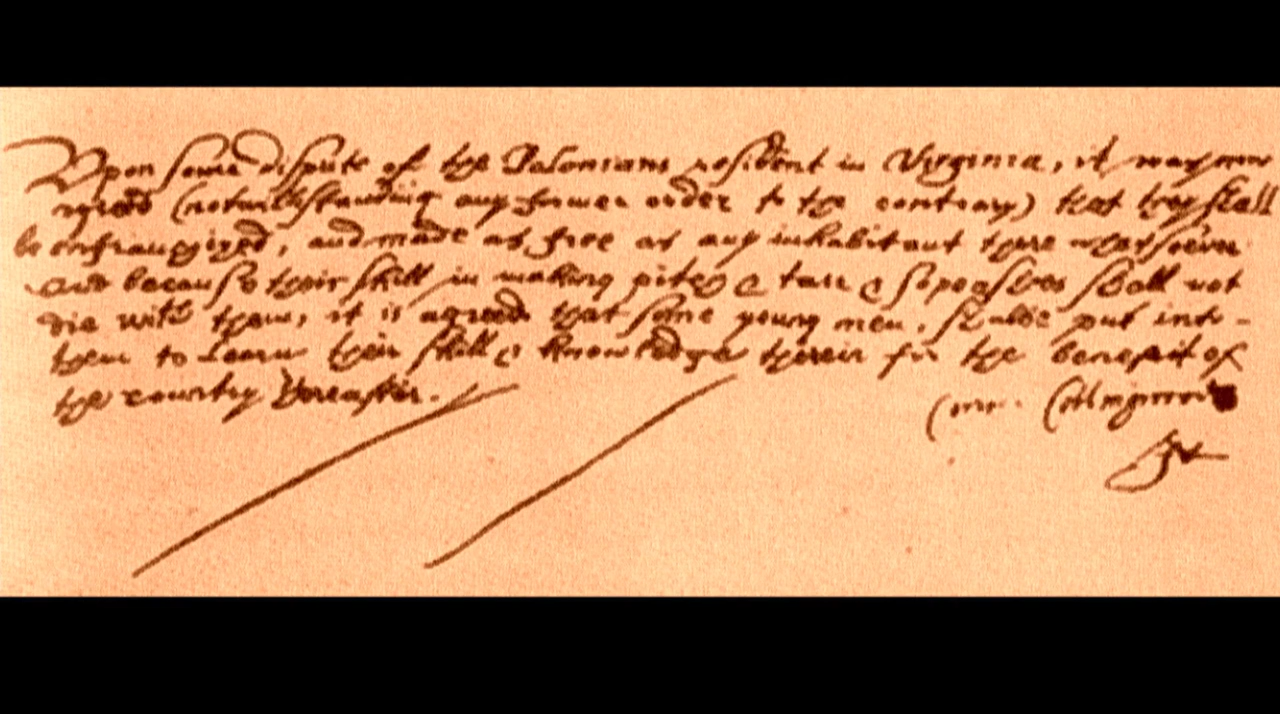 Vpon some dispute of the Polonians resident in Virginia, it was now
agreed (notwithstanding any former order to the contrary) that they shall
be enfranchized, and made as free as any inhabitant there whatsoever
And because their skill in making pitch & tarr & sopeashes shall not
die with them, it is agreed that some young men, shalbe put unto
them to learne their skill & knowledge therein for the benefit of
the country hereafter.